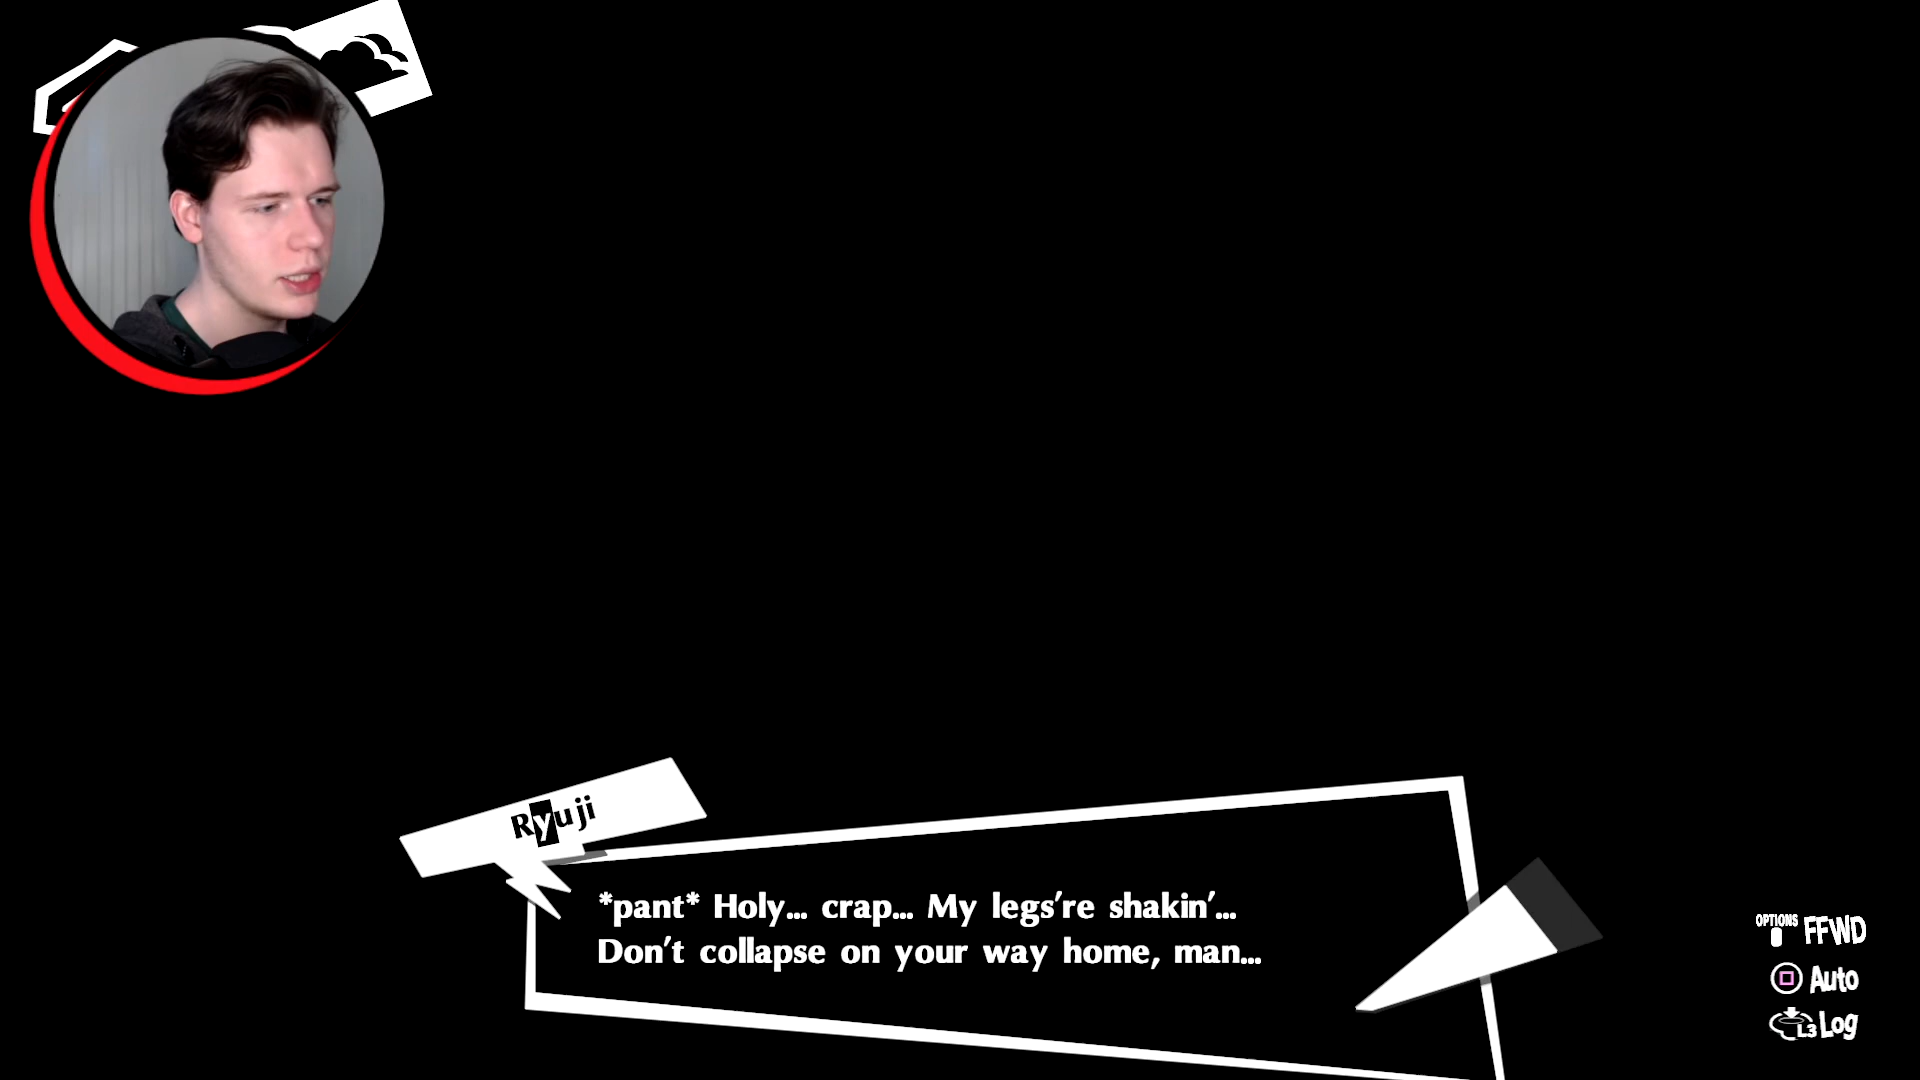 Ryuji
*pant* Holy... crap... My legs're shakin'...
Don't collapse on your way home, man...
OPTIONS FFWD
Auto
L3 Log